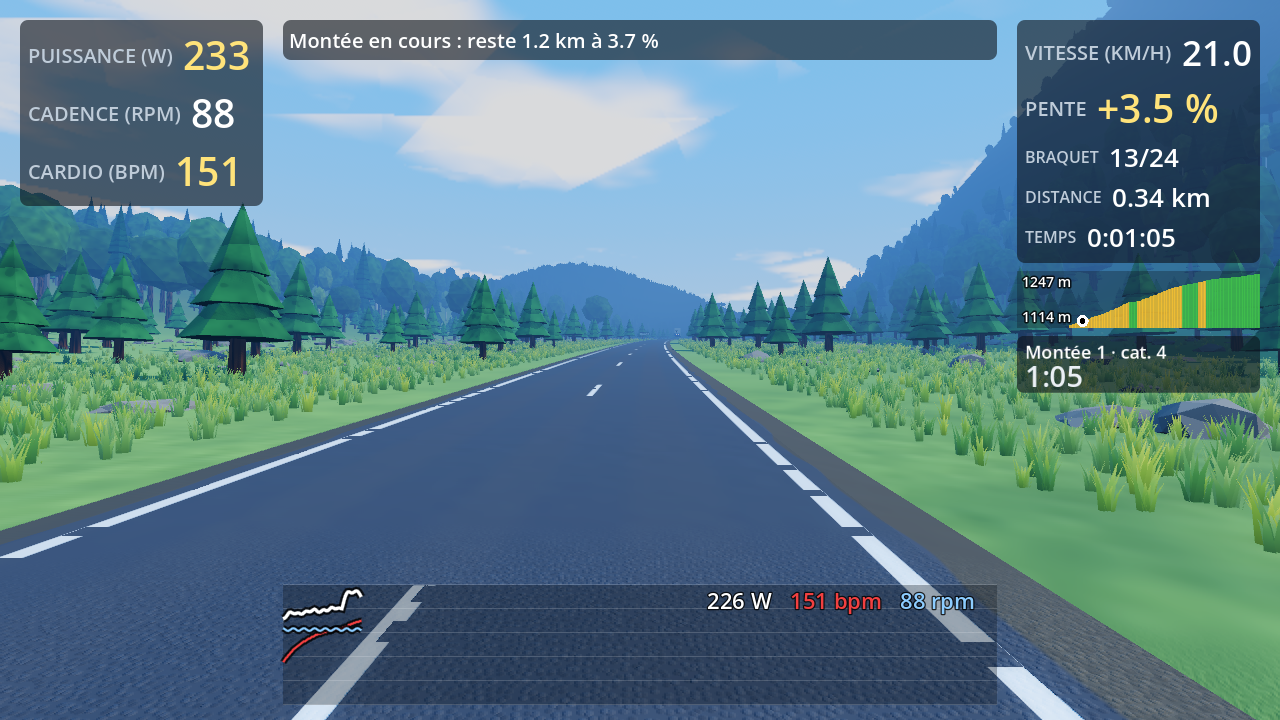 PUISSANCE (W) 233
CADENCE (RPM) 88
CARDIO (BPM) 151
Montée en cours : reste 1.2 km à 3.7 %
VITESSE (KM/H) 21.0
PENTE +3.5 %
BRAQUET 13/24
DISTANCE 0.34 km
TEMPS 0:01:05
1247 m
1114 m
Montée 1 · cat. 4
1:05
226 W 151 bpm 88 rpm